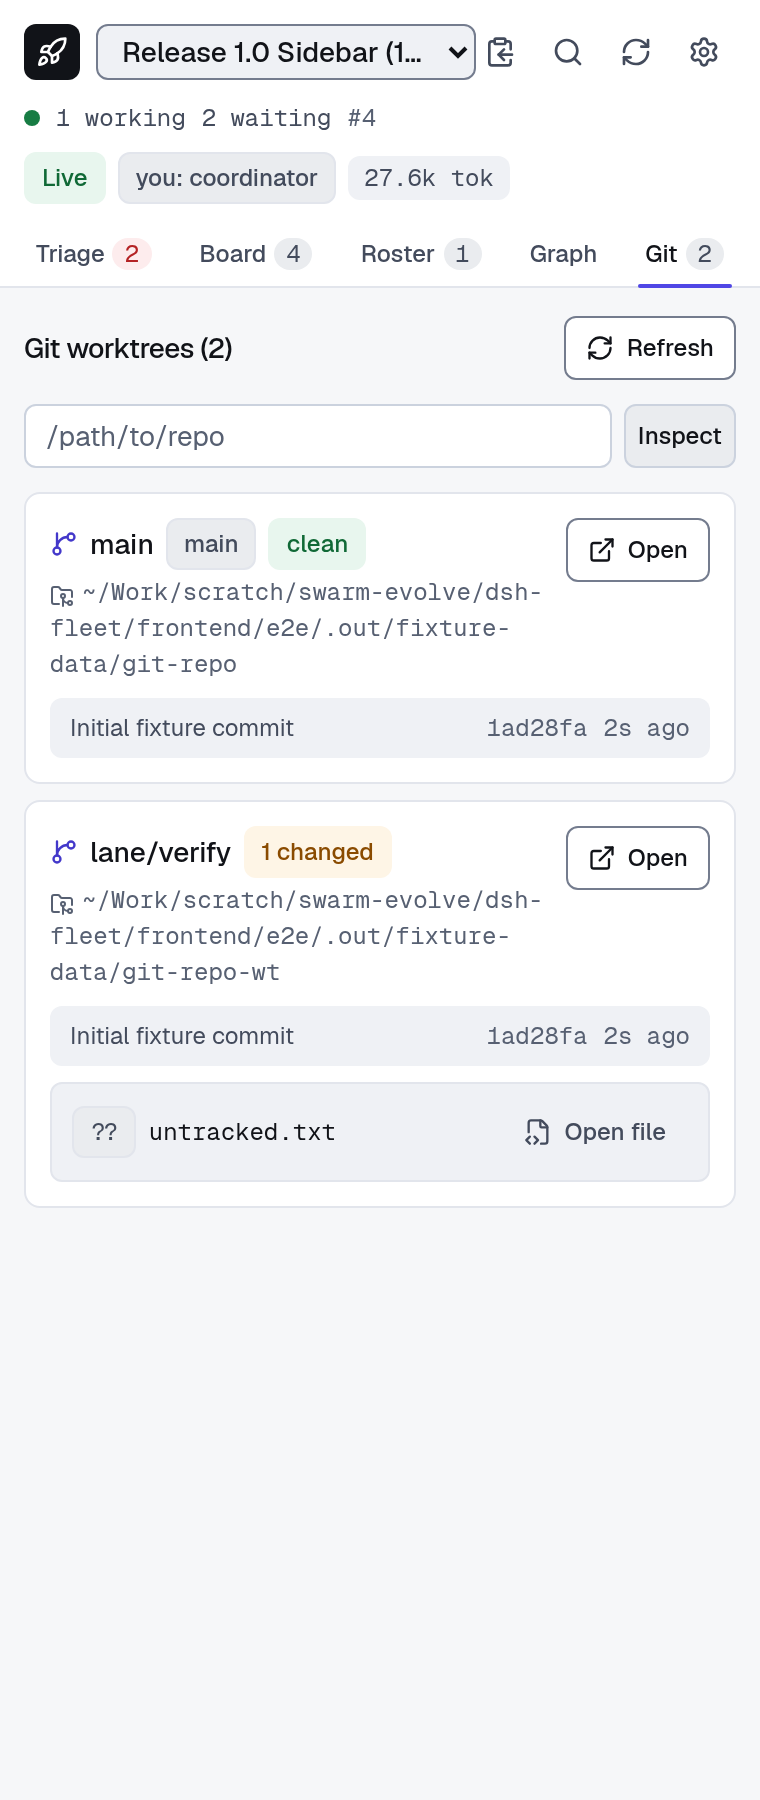 Release 1.0 Sidebar (1...
1 working 2 waiting #4
Live you: coordinator 27.6k tok
Triage 2 Board 4 Roster 1 Graph Git 2
Git worktrees (2) Refresh
/path/to/repo Inspect
main main clean Open
~/Work/scratch/swarm-evolve/dsh-
fleet/frontend/e2e/.out/fixture-
data/git-repo
Initial fixture commit 1ad28fa 2s ago
lane/verify 1 changed Open
~/Work/scratch/swarm-evolve/dsh-
fleet/frontend/e2e/.out/fixture-
data/git-repo-wt
Initial fixture commit 1ad28fa 2s ago
?? untracked.txt Open file